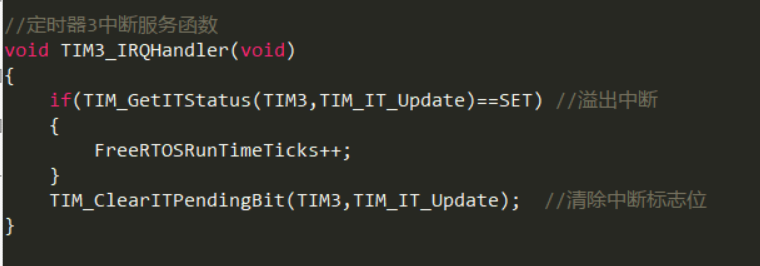 //定时器3中断服务函数
void TIM3_IRQHandler(void)
{
    if(TIM_GetITStatus(TIM3,TIM_IT_Update)==SET) //溢出中断
    {
        FreeRTOSRunTimeTicks++;
    }
    TIM_ClearITPendingBit(TIM3,TIM_IT_Update);  //清除中断标志位
}